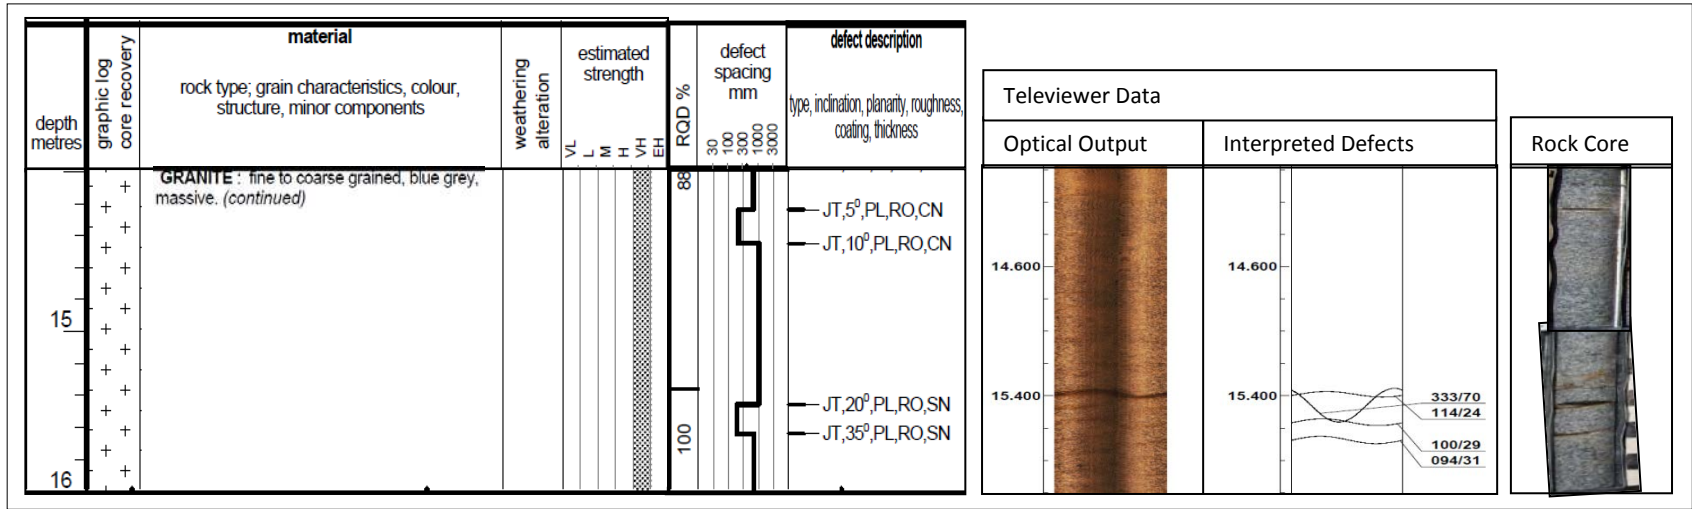 depth
metres
graphic log
core recovery
material
rock type; grain characteristics, colour,
structure, minor components
weathering
alteration
estimated
strength
VL
L
M
H
VH
EH
RQD %
defect
spacing
mm
30
100
300
1000
3000
defect description
type, inclination, planarity, roughness,
coating, thickness
GRANITE : fine to coarse grained, blue grey,
massive. (continued)
88
JT,5⁰,PL,RO,CN
JT,10⁰,PL,RO,CN
15
JT,20⁰,PL,RO,SN
JT,35⁰,PL,RO,SN
100
16
Televiewer Data
Optical Output
Interpreted Defects
14.600
14.600
15.400
15.400
333/70
114/24
100/29
094/31
Rock Core